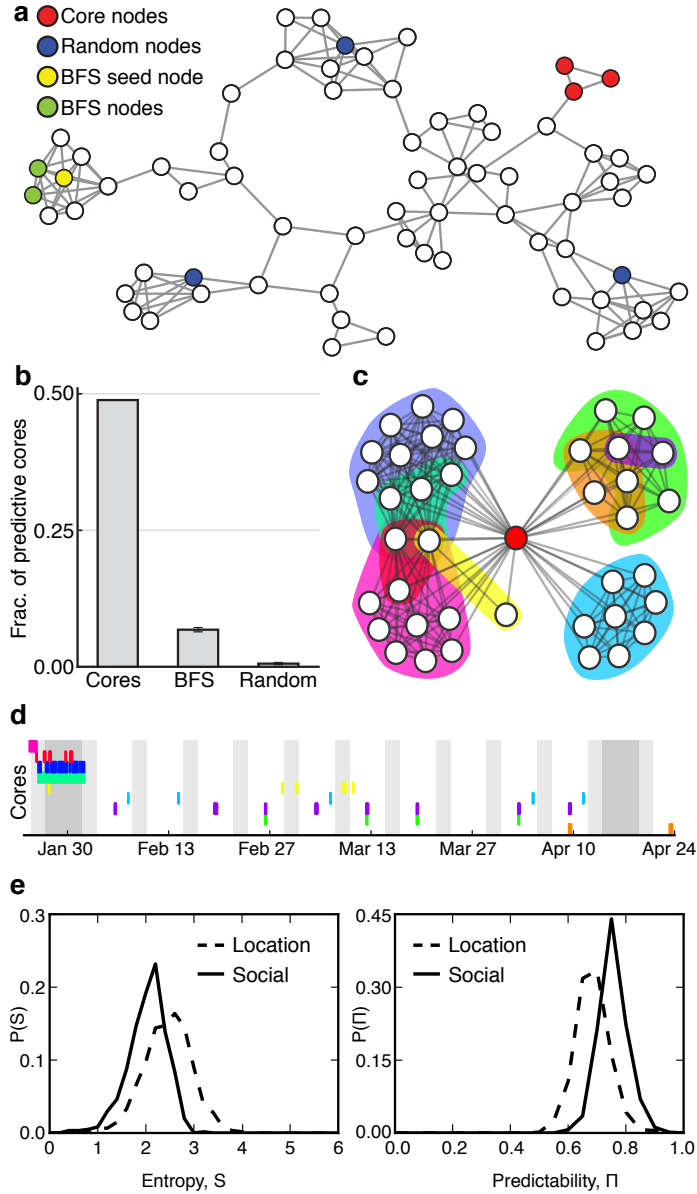 a
Core nodes
Random nodes
BFS seed node
BFS nodes
b
Frac. of predictive cores
0.50
0.25
0.00
Cores BFS Random
c
d
Cores
Jan 30 Feb 13 Feb 27 Mar 13 Mar 27 Apr 10 Apr 24
e
P(S)
0.3
0.2
0.1
0.0
0 1 2 3 4 5 6
Entropy, S
Location
Social
P(Π)
0.45
0.30
0.15
0.00
0.0 0.2 0.4 0.6 0.8 1.0
Predictability, Π
Location
Social